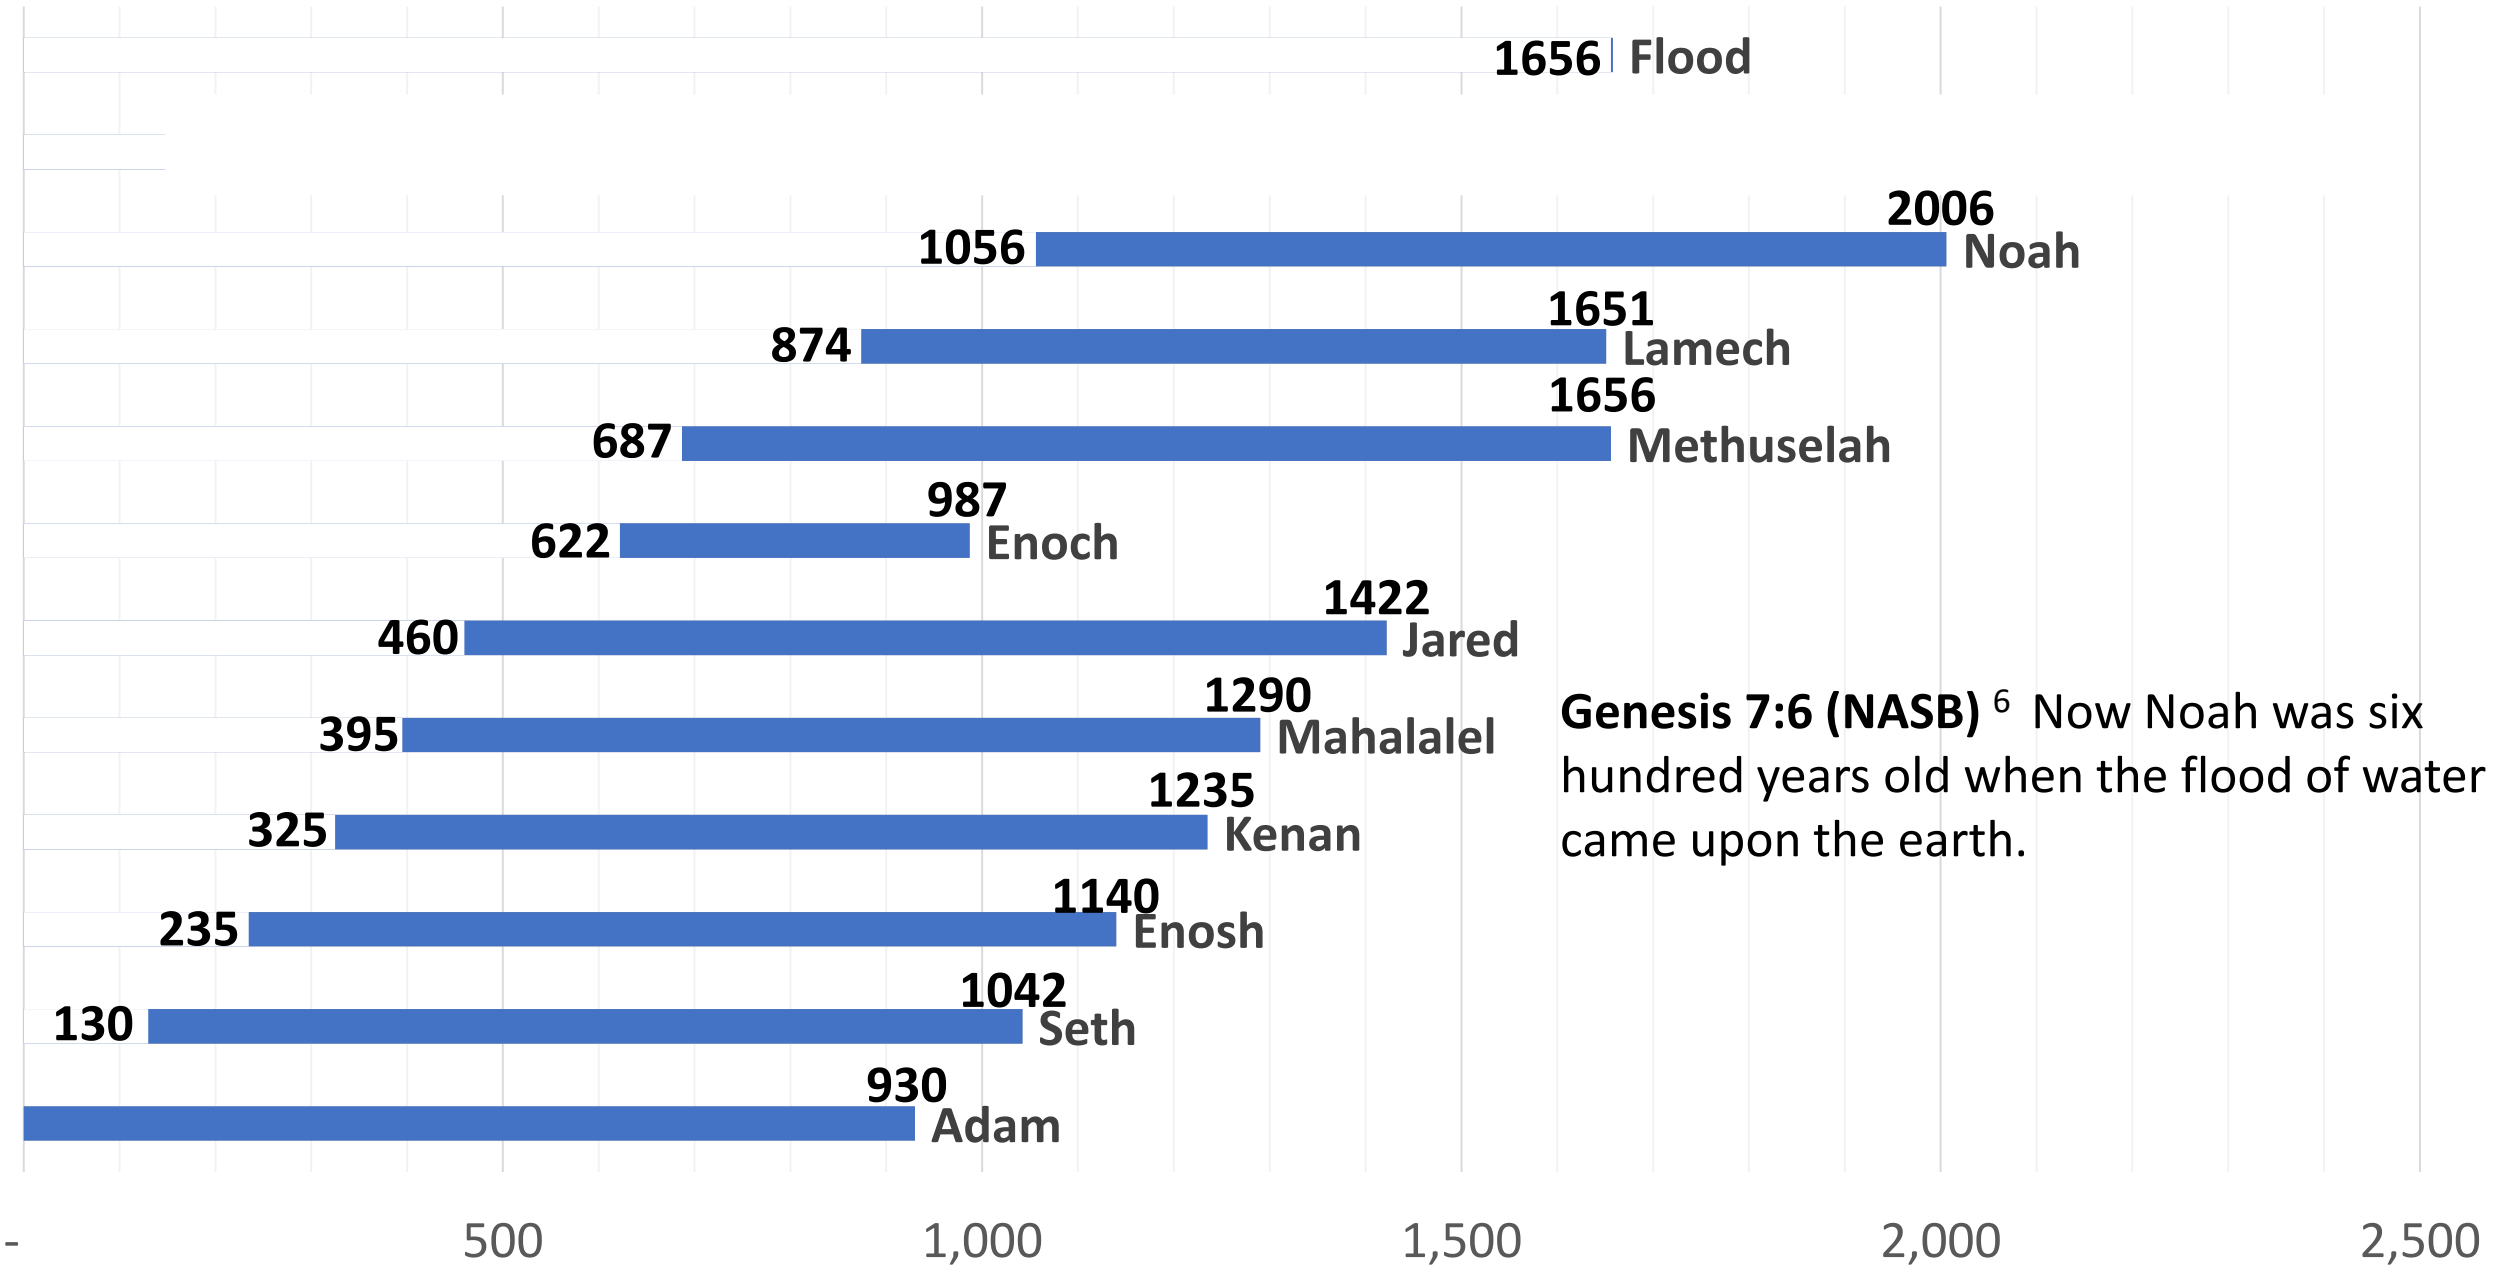 1656 Flood
2006
1056 Noah
1651
874 Lamech
1656
687 Methuselah
987
622 Enoch
1422
460 Jared
1290
395 Mahalalel
1235
325 Kenan
1140
235 Enosh
1042
130 Seth
930
Adam
Genesis 7:6 (NASB) 6 Now Noah was six
hundred years old when the flood of water
came upon the earth.
- 500 1,000 1,500 2,000 2,500